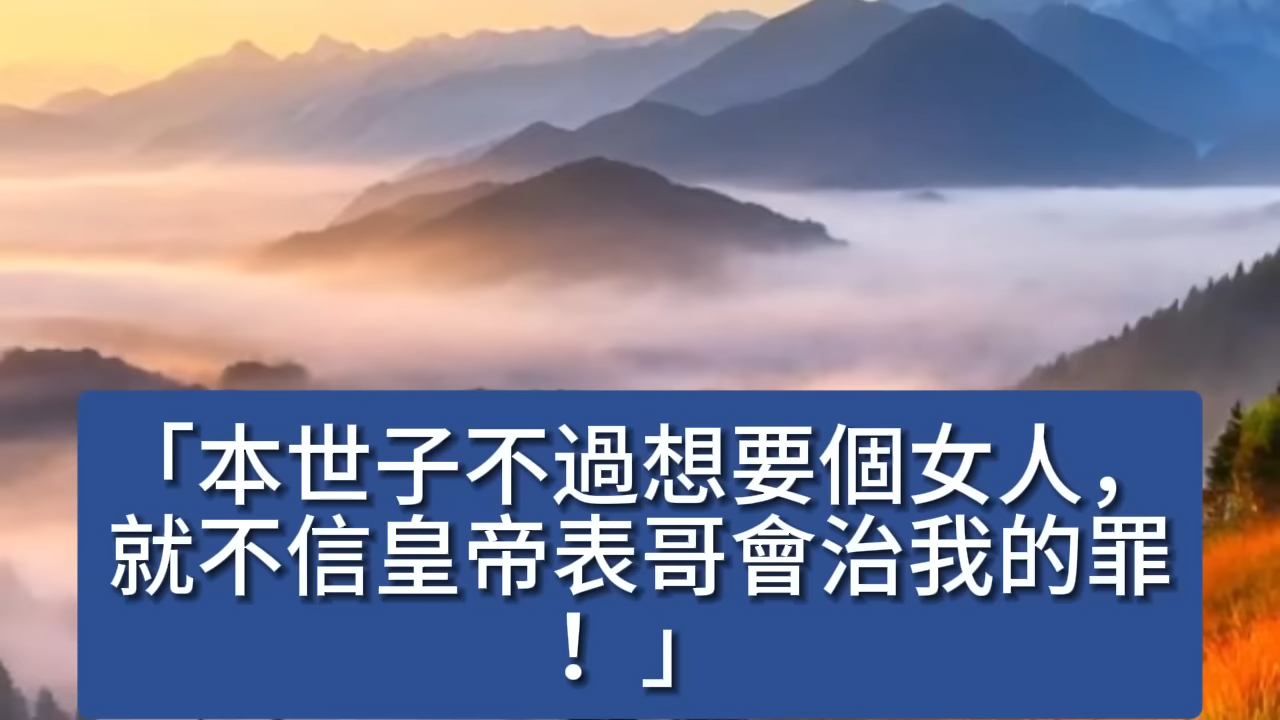 「本世子不過想要個女人，
就不信皇帝表哥會治我的罪
！」